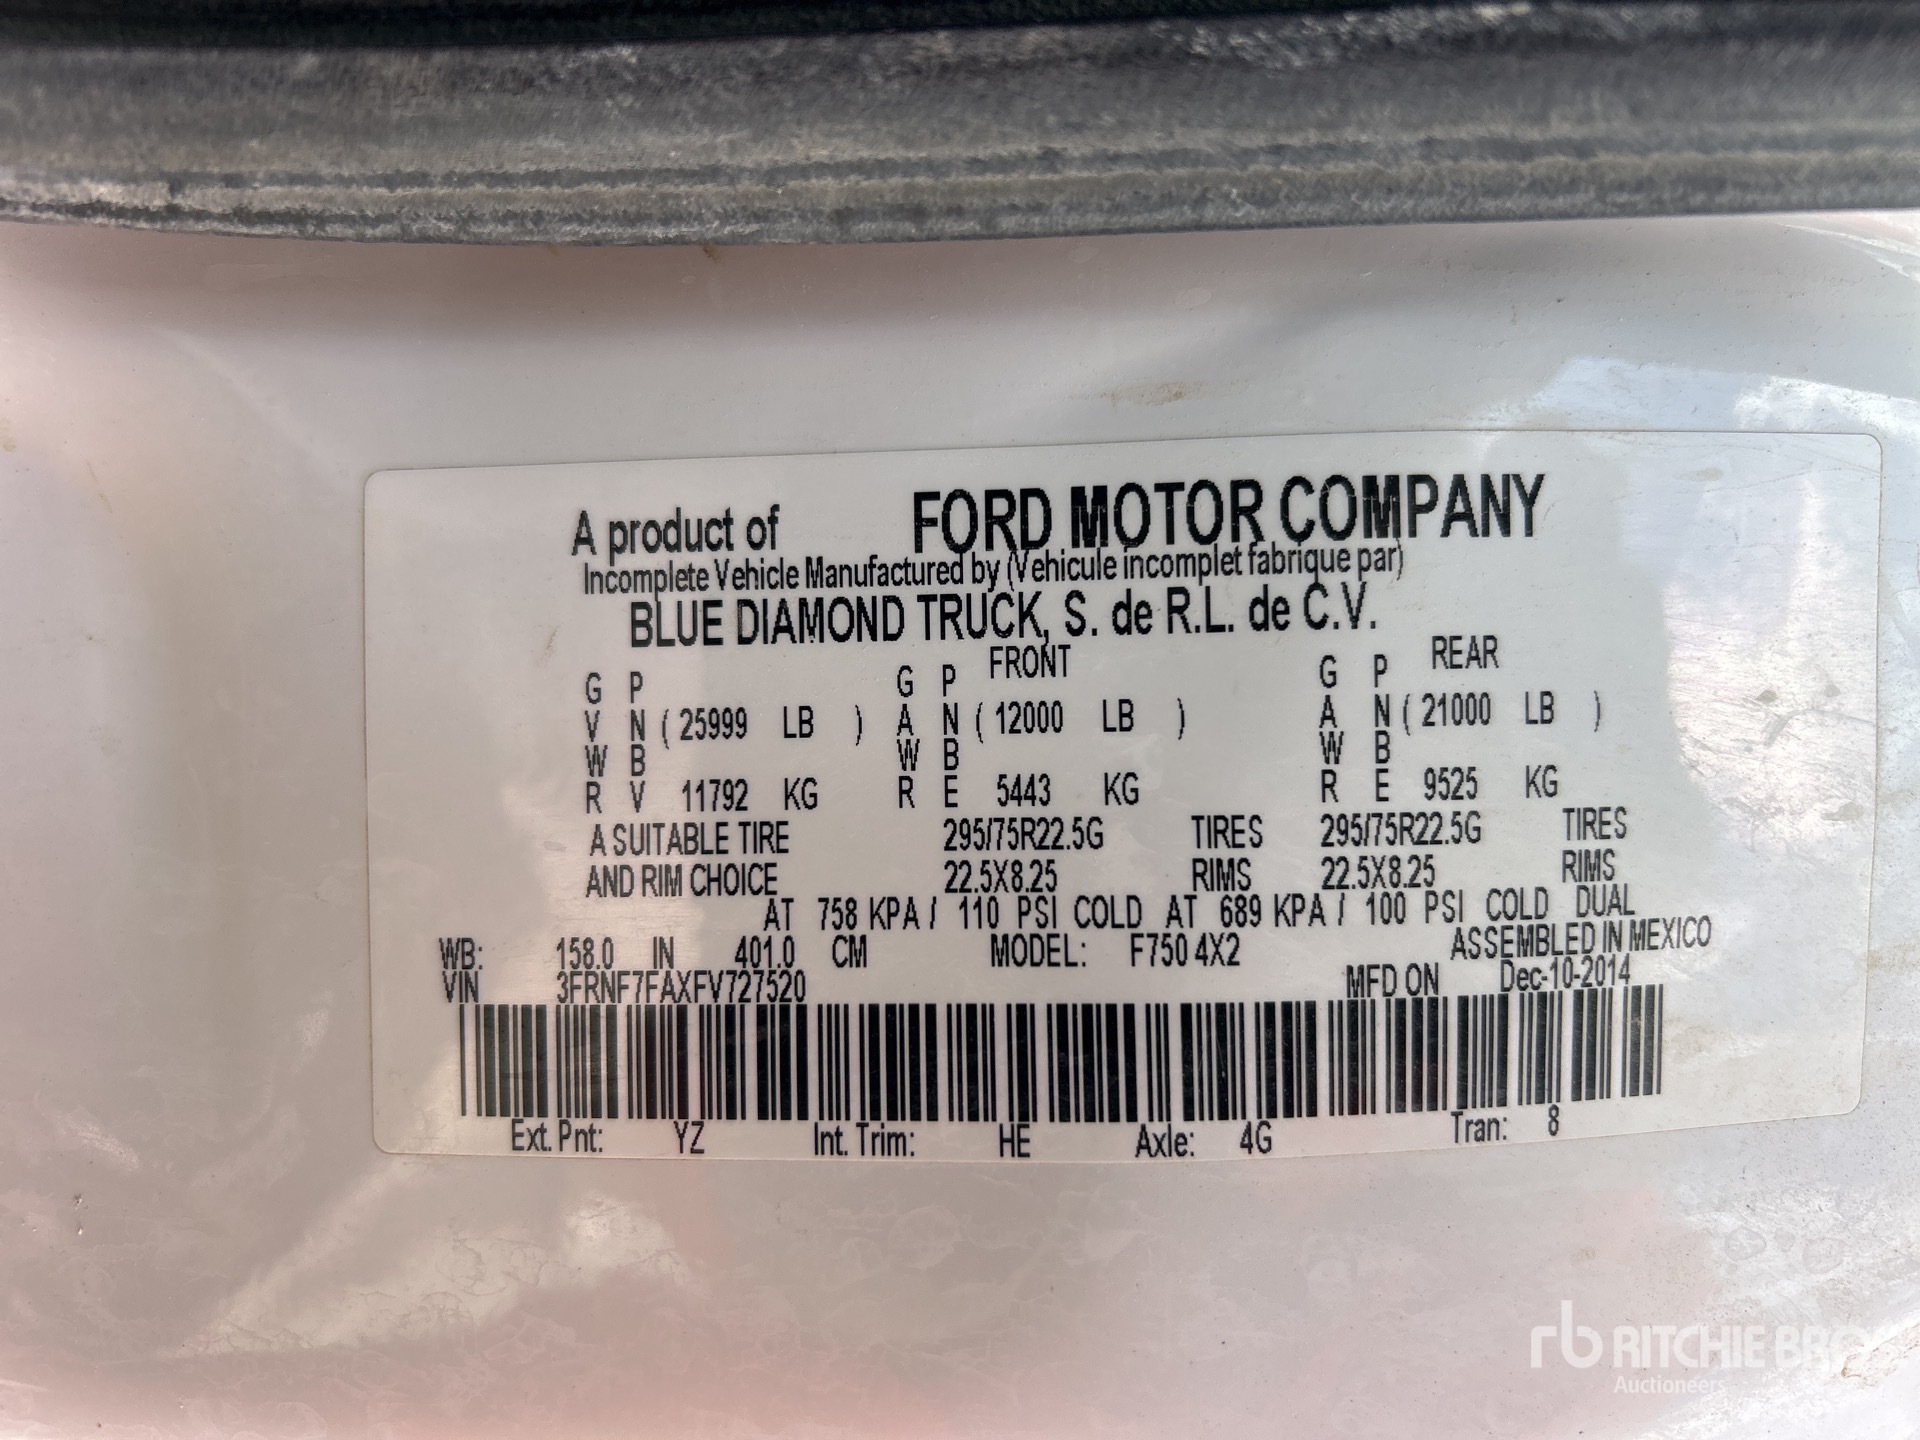 A product of FORD MOTOR COMPANY
Incomplete Vehicle Manufactured by (Vehicule incomplet fabrique par)
BLUE DIAMOND TRUCK, S. de R.L. de C.V.
G P G P FRONT G P REAR
V N ( 25999 LB ) A N ( 12000 LB ) A N ( 21000 LB )
W B W B W B
R V 11792 KG R E 5443 KG R E 9525 KG
A SUITABLE TIRE 295/75R22.5G TIRES 295/75R22.5G TIRES
AND RIM CHOICE 22.5X8.25 RIMS 22.5X8.25 RIMS
AT 758 KPA / 110 PSI COLD AT 689 KPA / 100 PSI COLD DUAL
WB: 158.0 IN 401.0 CM MODEL: F750 4X2 ASSEMBLED IN MEXICO
VIN 3FRNF7FAXFV727520 MFD ON Dec-10-2014
Ext. Pnt: YZ Int. Trim: HE Axle: 4G Tran: 8
rb RITCHIE BROS
Auctioneers